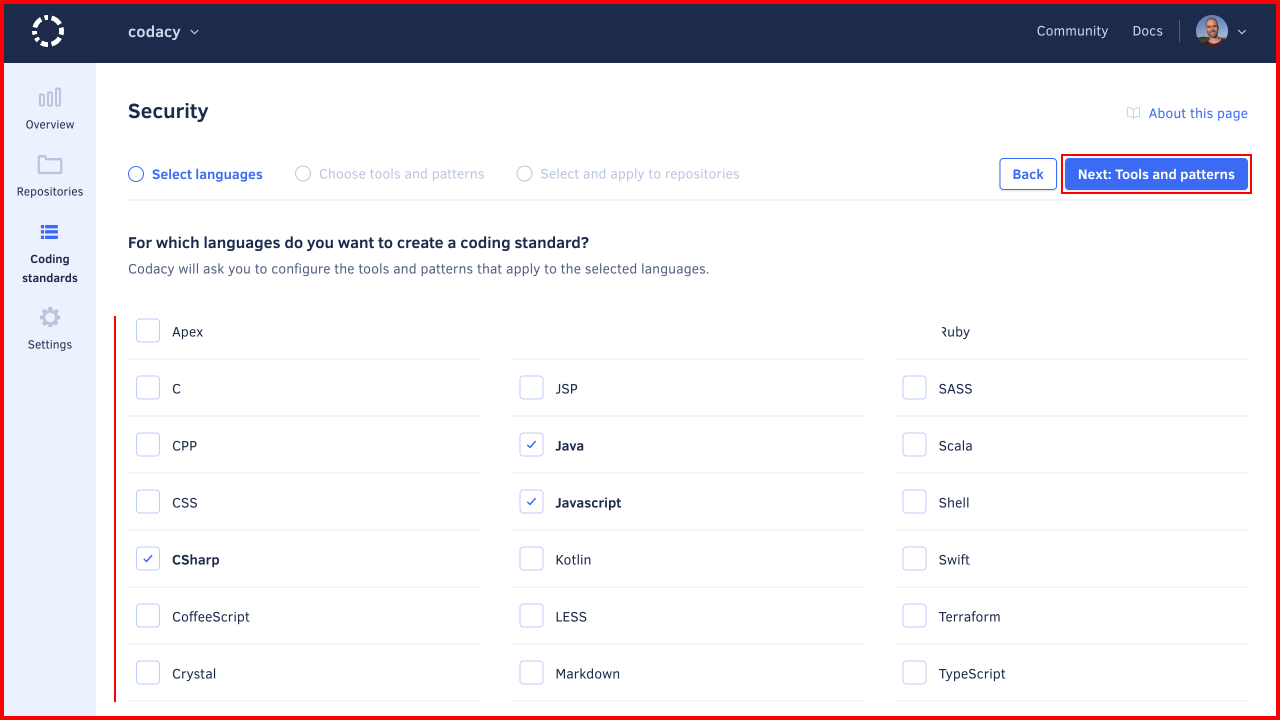 codacy
Community
Docs
Overview
Repositories
Coding
standards
Settings
Security
About this page
Select languages
Choose tools and patterns
Select and apply to repositories
Back
Next: Tools and patterns
For which languages do you want to create a coding standard?
Codacy will ask you to configure the tools and patterns that apply to the selected languages.
Apex
C
CPP
CSS
CSharp
CoffeeScript
Crystal
JSP
Java
Javascript
Kotlin
LESS
Markdown
Ruby
SASS
Scala
Shell
Swift
Terraform
TypeScript